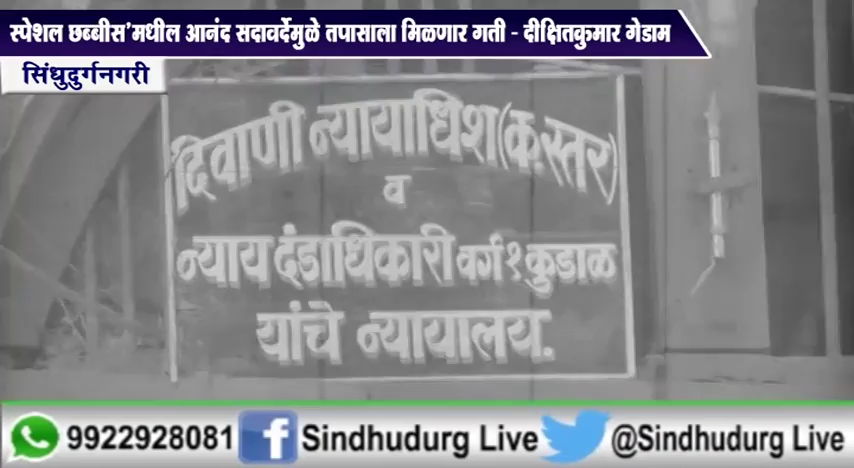 स्पेशल छब्बीस'मधील आनंद सदावर्देमुळे तपासाला मिळणार गती - दीक्षितकुमार गेडाम
सिंधुदुर्गनगरी
दिवाणी न्यायाधिश(क.स्तर)
व
न्याय दंडाधिकारी वर्ग १ कुडाळ
यांचे न्यायालय.
9922928081 Sindhudurg Live @Sindhudurg Live